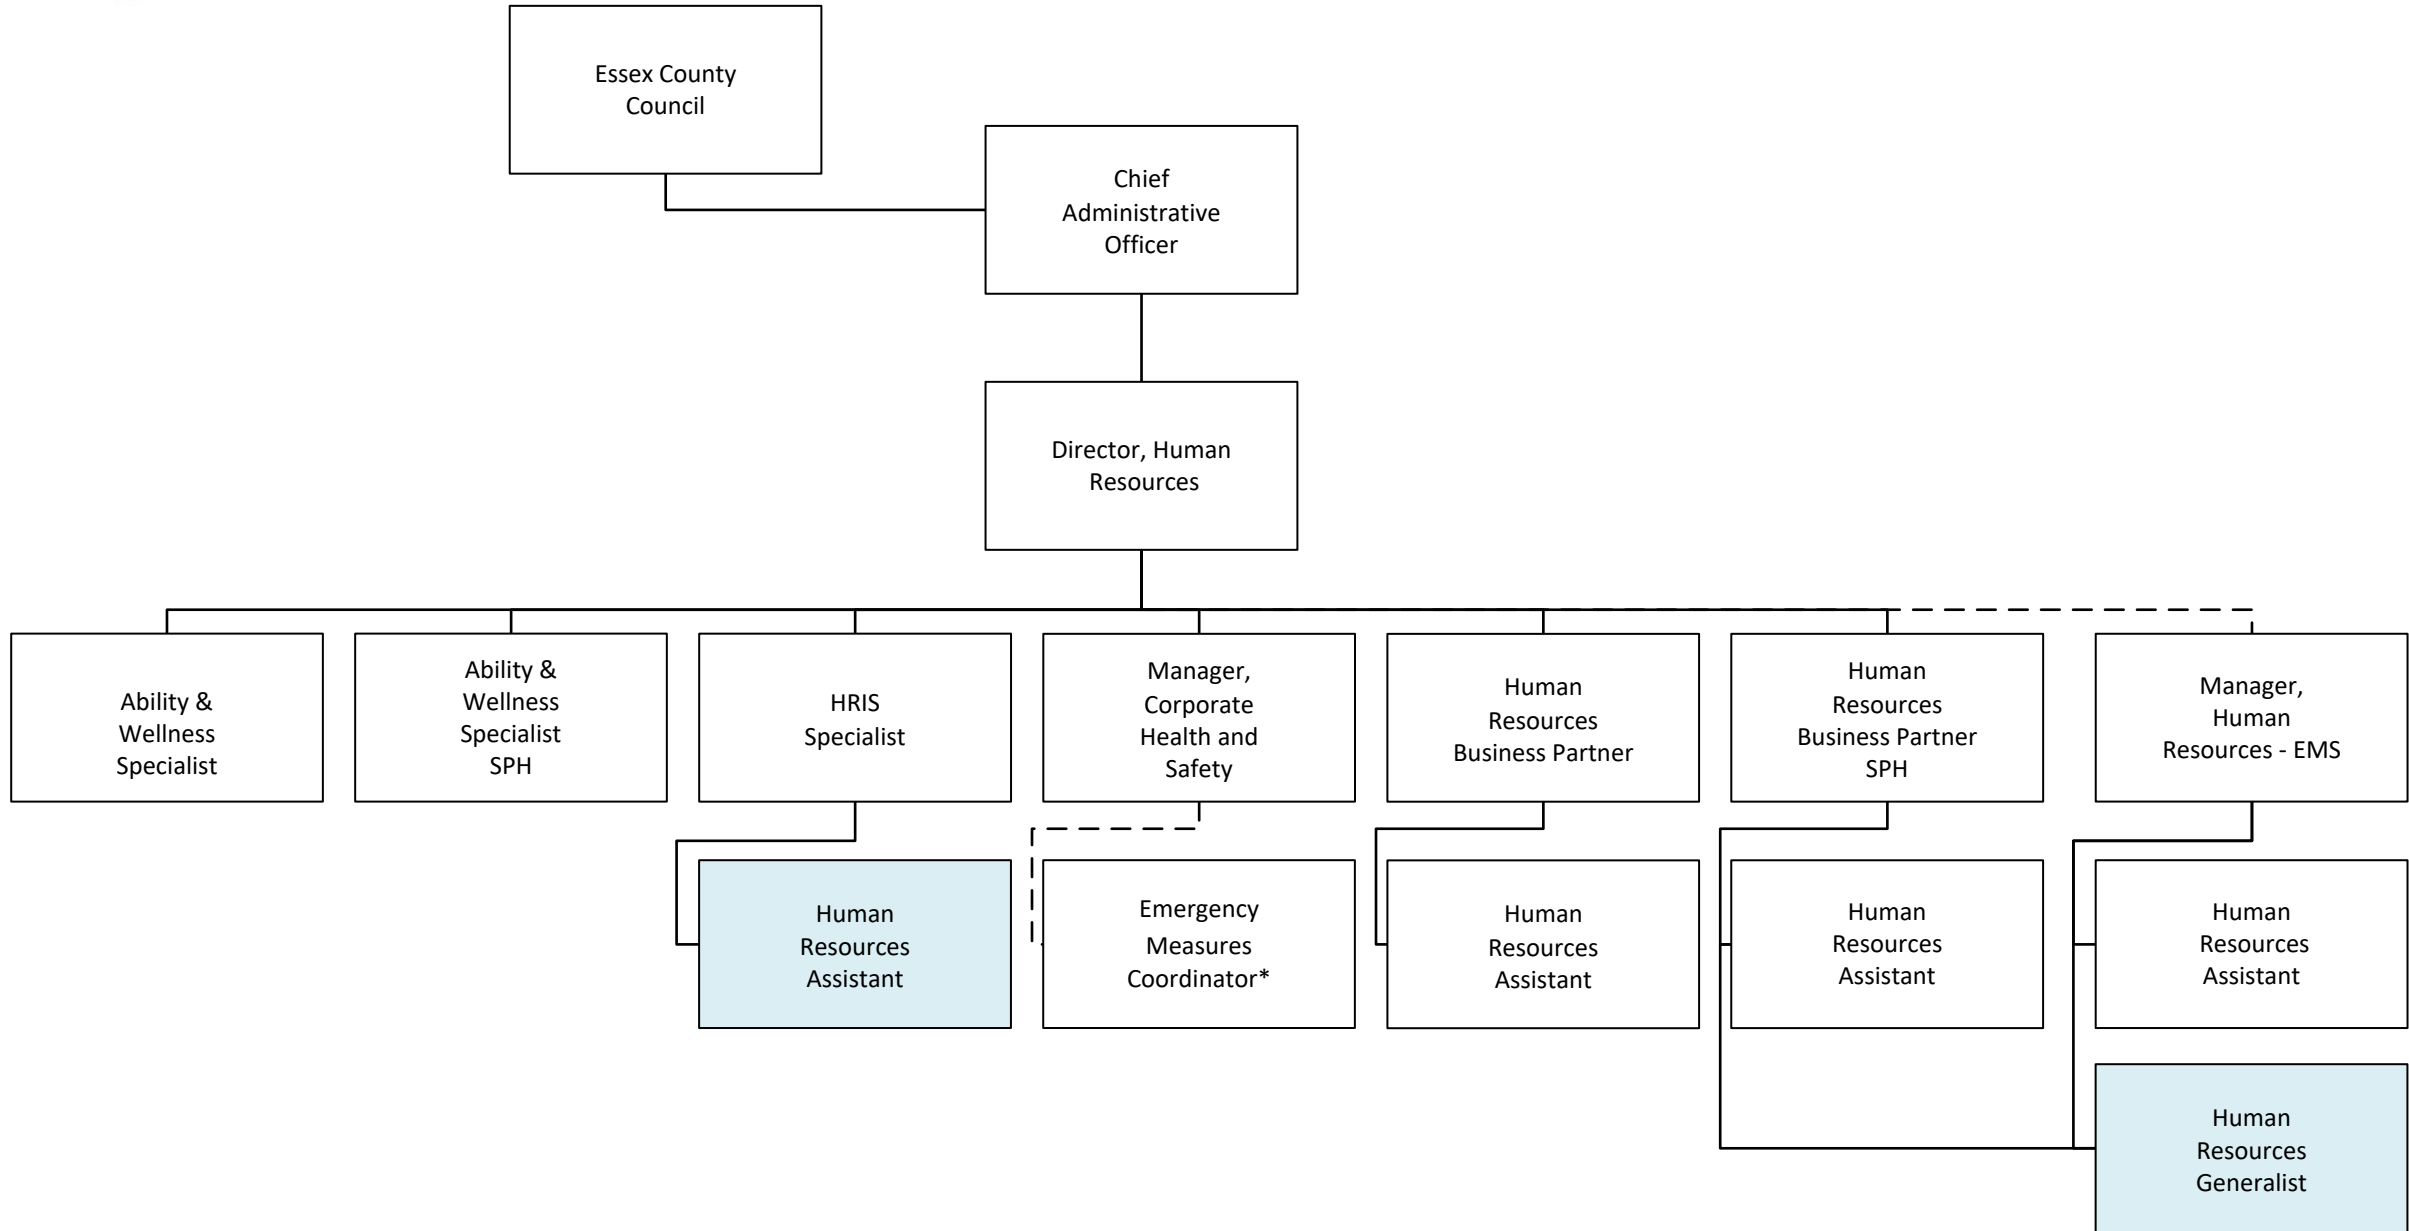 Essex County
Council
Chief
Administrative
Officer
Director, Human
Resources
Ability &
Wellness
Specialist
Ability &
Wellness
Specialist
SPH
HRIS
Specialist
Manager,
Corporate
Health and
Safety
Human
Resources
Business Partner
Human
Resources
Business Partner
SPH
Manager,
Human
Resources - EMS
Human
Resources
Assistant
Emergency
Measures
Coordinator*
Human
Resources
Assistant
Human
Resources
Assistant
Human
Resources
Assistant
Human
Resources
Generalist